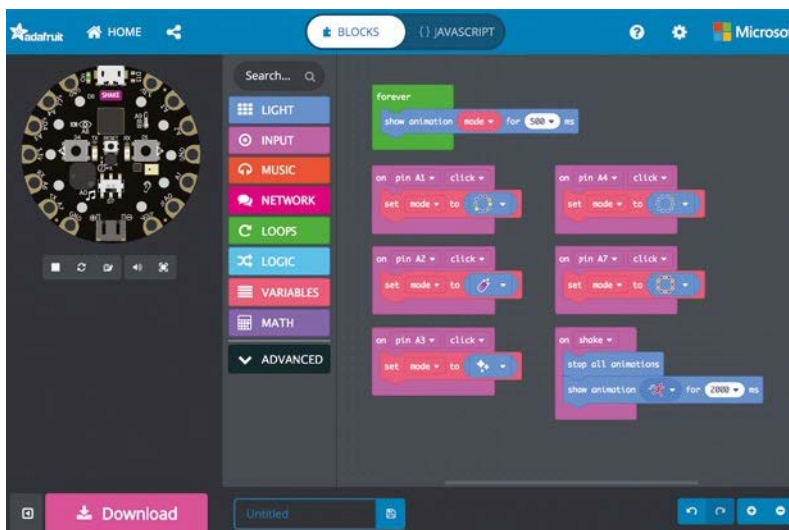 adafruit HOME BLOCKS {} JAVASCRIPT Microso
SHAKE
Search...
LIGHT
INPUT
MUSIC
NETWORK
LOOPS
LOGIC
VARIABLES
MATH
ADVANCED
forever
show animation mode for 500 ms
on pin A1 click
set mode to
on pin A2 click
set mode to
on pin A3 click
set mode to
on pin A4 click
set mode to
on pin A7 click
set mode to
on shake
stop all animations
show animation for 2000 ms
Download
Untitled